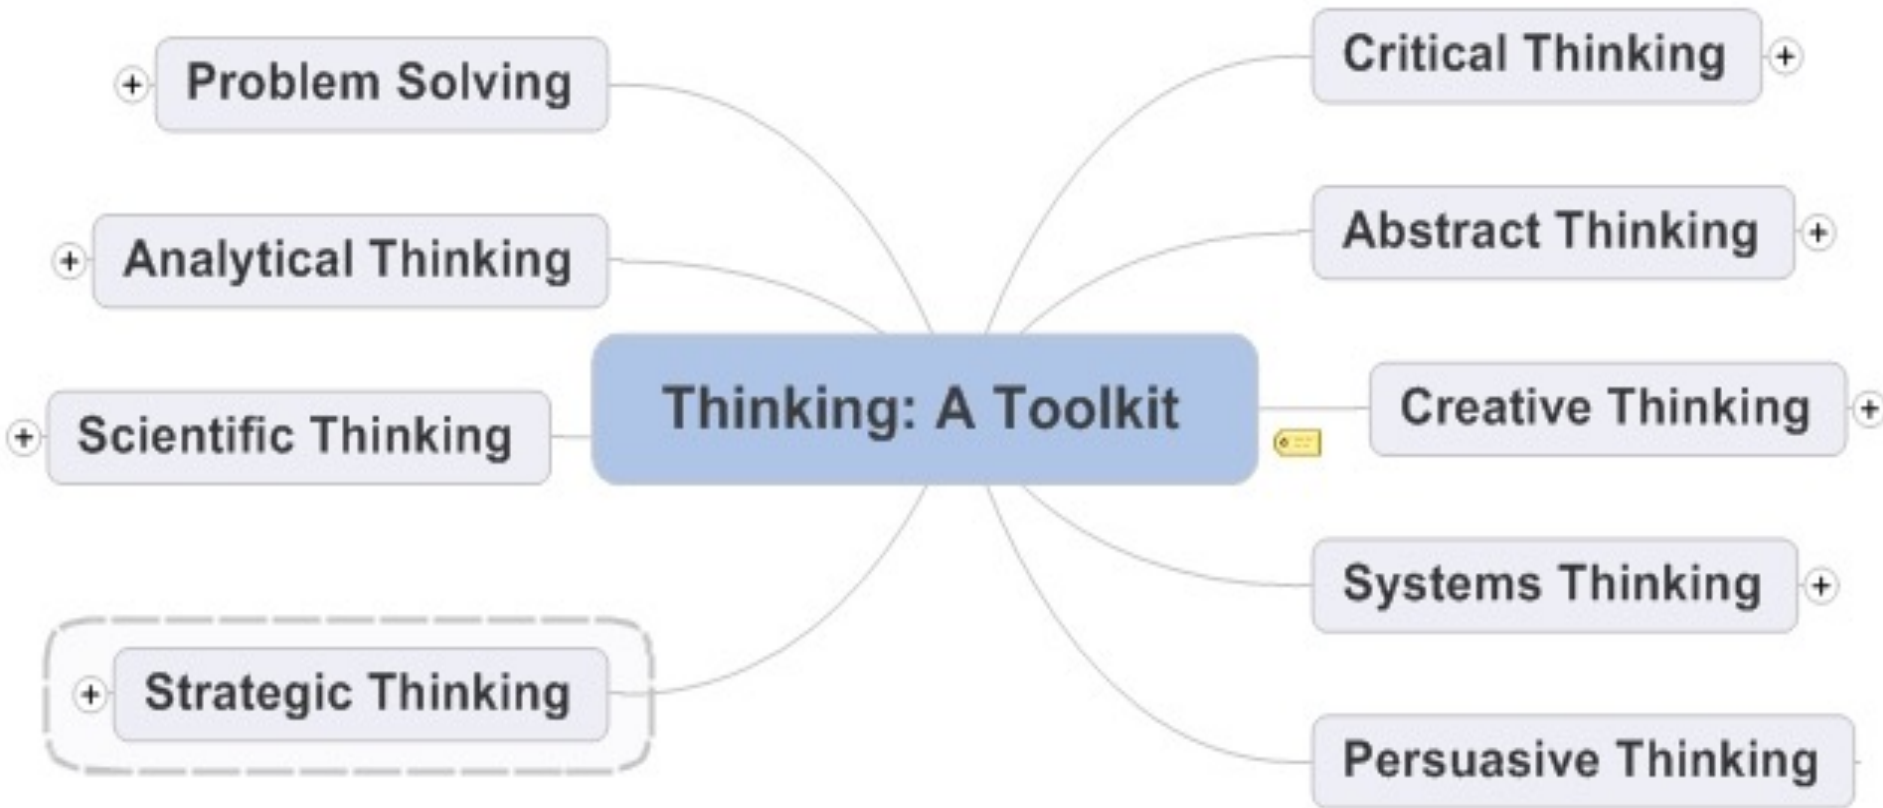 Problem Solving
Analytical Thinking
Scientific Thinking
Strategic Thinking
Thinking: A Toolkit
Critical Thinking
Abstract Thinking
Creative Thinking
Systems Thinking
Persuasive Thinking